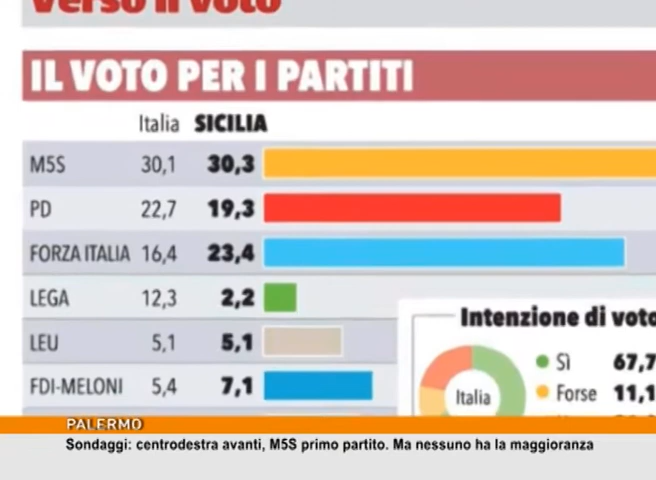 Verso il voto
IL VOTO PER I PARTITI
Italia SICILIA
M5S 30,1 30,3
PD 22,7 19,3
FORZA ITALIA 16,4 23,4
LEGA 12,3 2,2
LEU 5,1 5,1
FDI-MELONI 5,4 7,1
Intenzione di voto
Italia
Sì 67,7
Forse 11,1
PALERMO
Sondaggi: centrodestra avanti, M5S primo partito. Ma nessuno ha la maggioranza